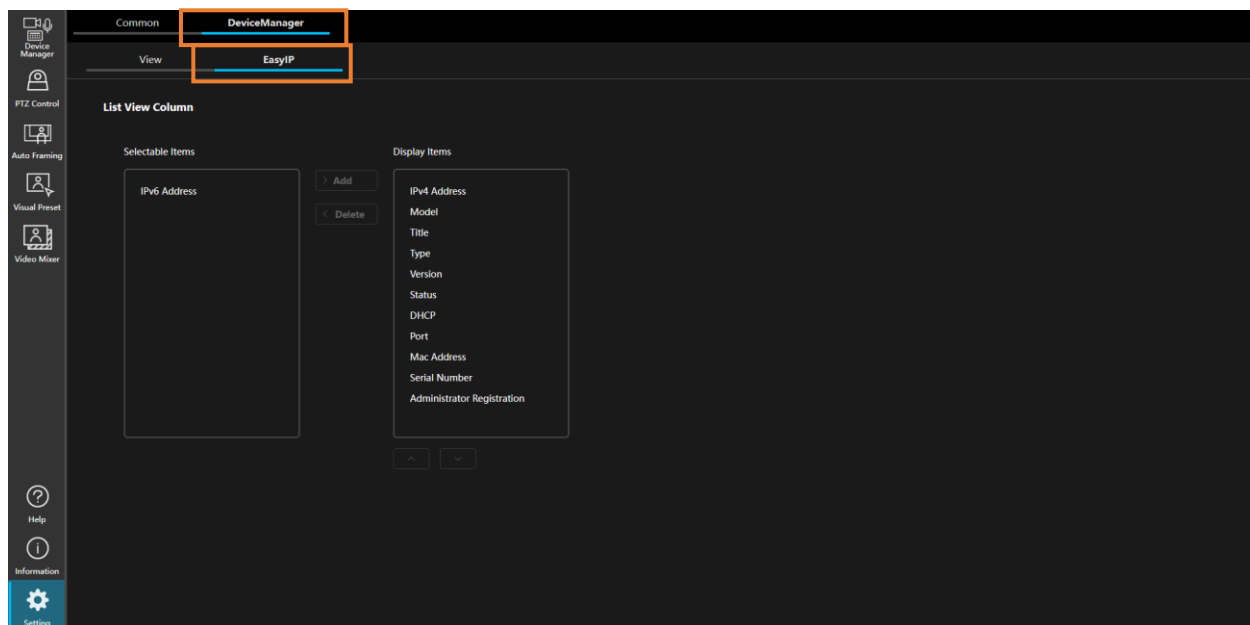 Common
DeviceManager
Device
Manager
View
EasyIP
PTZ Control
List View Column
Auto Framing
Selectable Items
Display Items
IPv6 Address
> Add
< Delete
IPv4 Address
Model
Title
Type
Version
Status
DHCP
Port
Mac Address
Serial Number
Administrator Registration
Visual Preset
Video Mixer
Help
Information
Setting